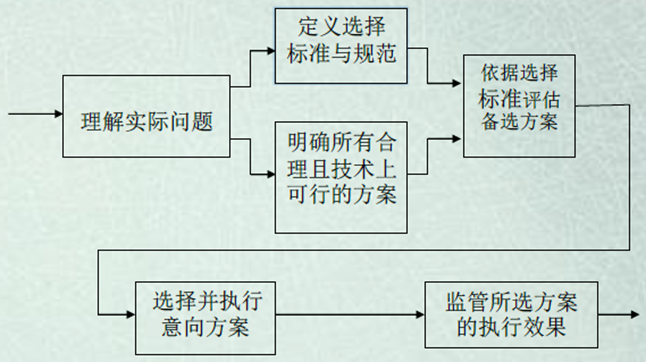 理解实际问题
定义选择
标准与规范
明确所有合
理且技术上
可行的方案
依据选择
标准评估
备选方案
选择并执行
意向方案
监管所选方案
的执行效果